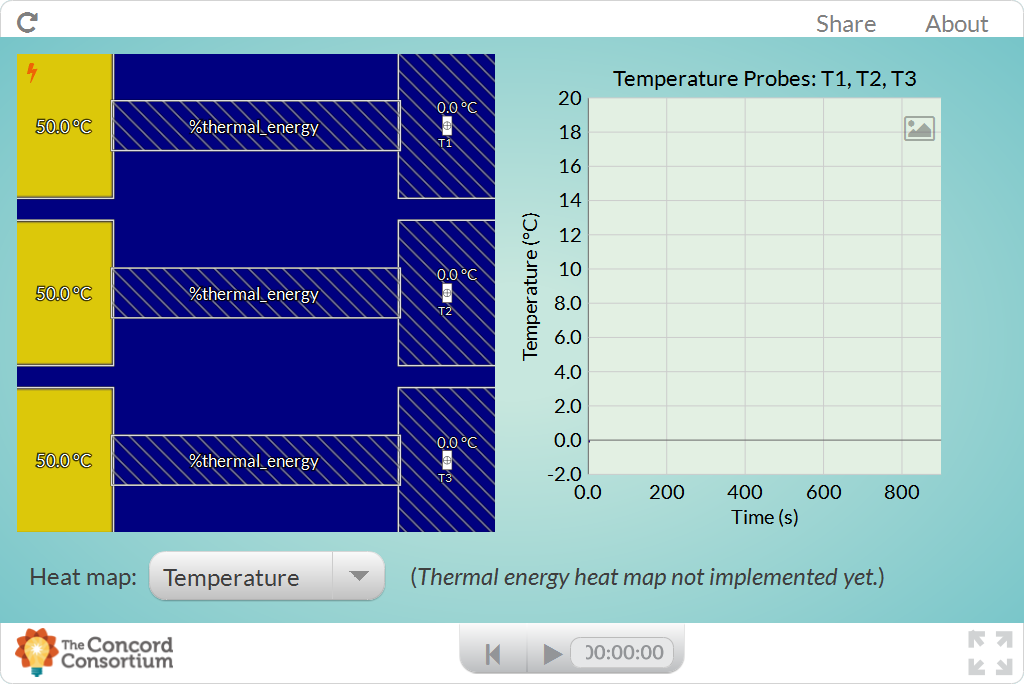 Share
About
50.0 °C
%thermal_energy
0.0 °C
T1
50.0 °C
%thermal_energy
0.0 °C
T2
50.0 °C
%thermal_energy
0.0 °C
T3
Temperature Probes: T1, T2, T3
Temperature (°C)
20
18
16
14
12
10
8.0
6.0
4.0
2.0
0.0
-2.0
0.0 200 400 600 800
Time (s)
Heat map: Temperature (Thermal energy heat map not implemented yet.)
The Concord
Consortium
00:00:00